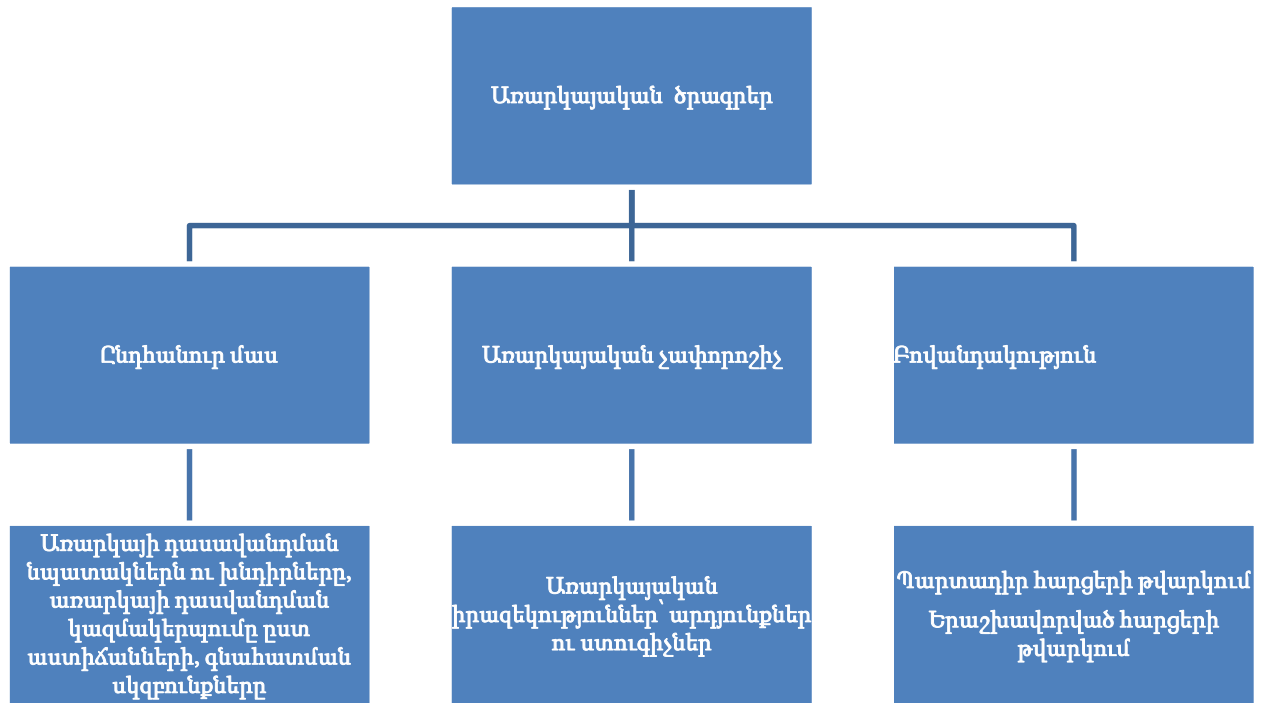 Առարկայական ծրագրեր
Ընդհանուր մաս
Առարկայական չափորոշիչ
Բովանդակություն
Առարկայի դասավանդման
նպատակներն ու խնդիրները,
առարկայի դասվանդման
կազմակերպումը ըստ
աստիճանների, գնահատման
սկզբունքները
Առարկայական
իրազեկություններ՝ արդյունքներ
ու ստուգիչներ
Պարտադիր հարցերի թվարկում
Երաշխավորված հարցերի
թվարկում